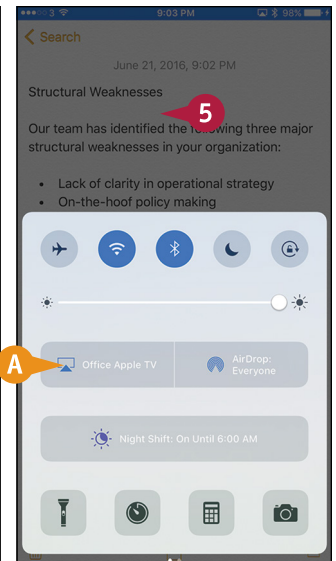 3 9:03 PM 98%
Search
June 21, 2016, 9:02 PM
Structural Weaknesses
5
Our team has identified the following three major
structural weaknesses in your organization:
• Lack of clarity in operational strategy
• On-the-hoof policy making
A
Office Apple TV
AirDrop:
Everyone
Night Shift: On Until 6:00 AM